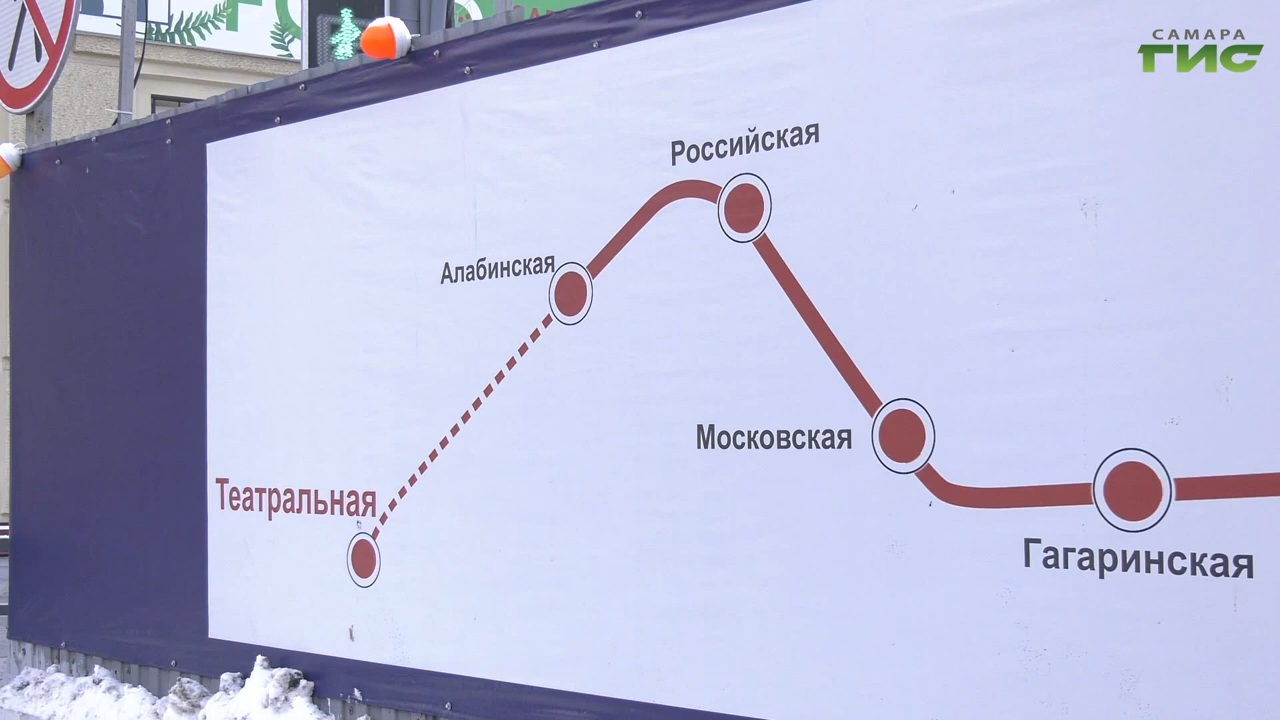 САМАРА
ГИС
Российская
Алабинская
Московская
Театральная
Гагаринская